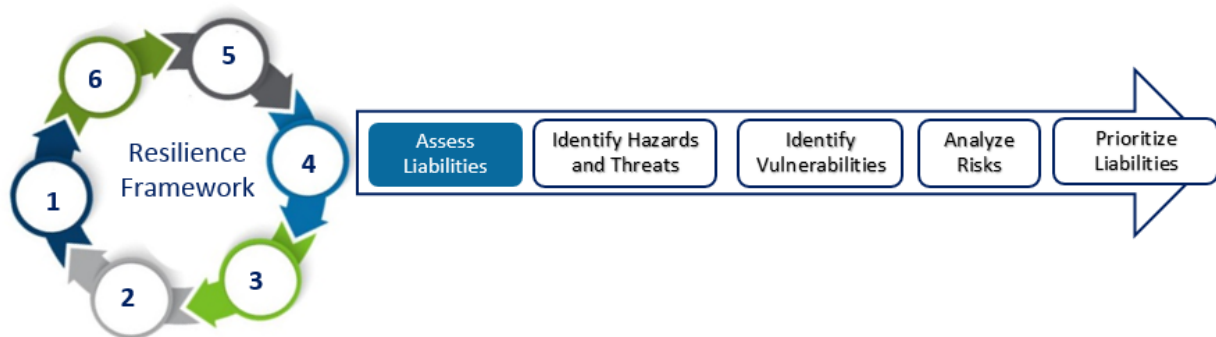 5
6
4
Resilience
Framework
1
3
2
Assess
Liabilities
Identify Hazards
and Threats
Identify
Vulnerabilities
Analyze
Risks
Prioritize
Liabilities